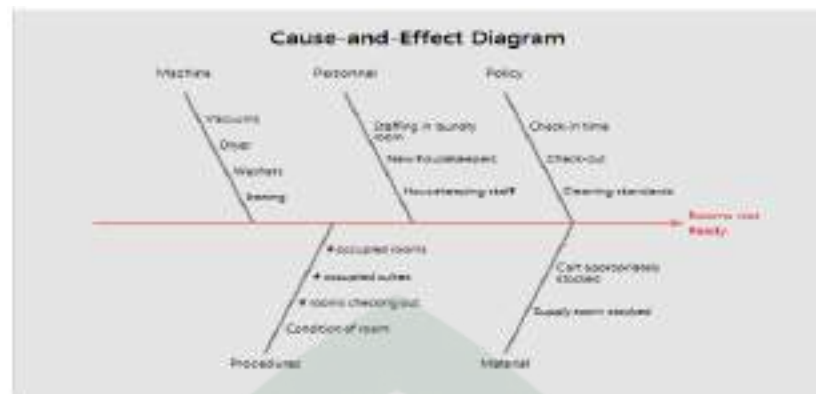 Cause-and-Effect Diagram
Machine
Personnel
Policy
Vacuums
Dryer
Washers
Ironing
Staffing in laundry
room
New housekeepers
Housekeeping staff
Check-in time
Check-out
Cleaning standards
Rooms not
Ready
# occupied rooms
# occupied suites
# rooms checking out
Condition of room
Cart appropriately
stocked
Supply room stocked
Procedures
Material